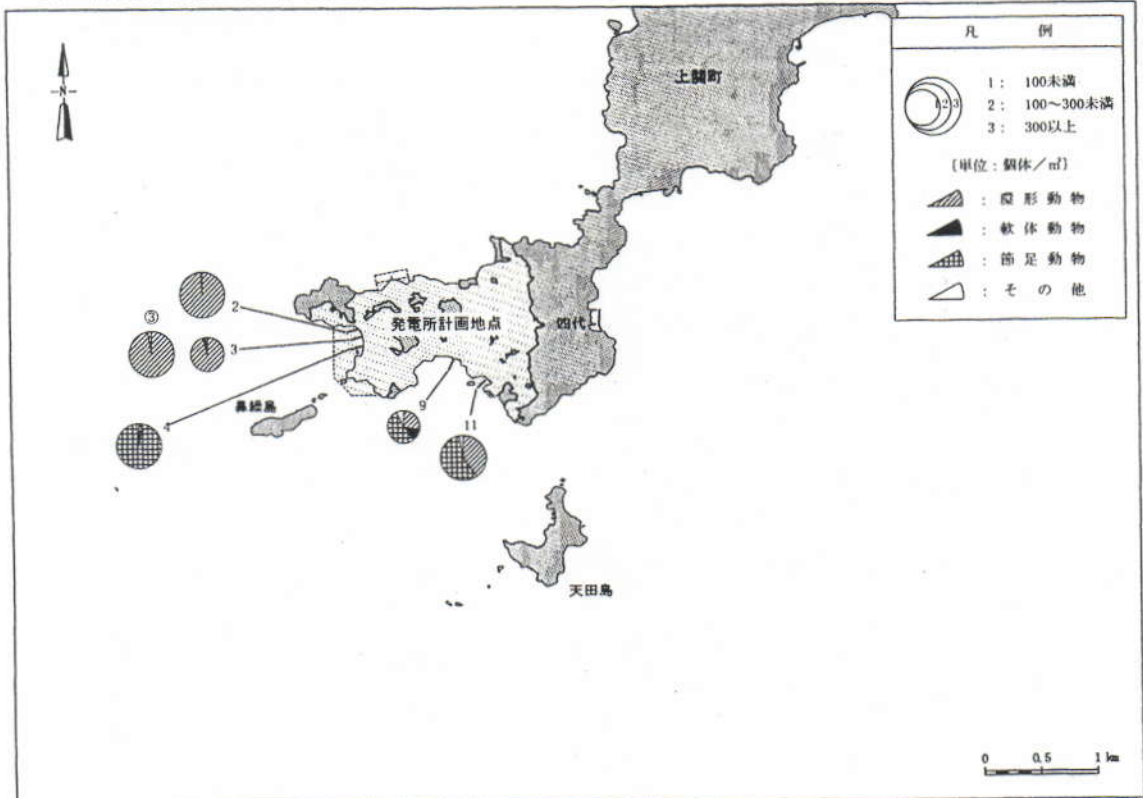 N
上關町
凡 例
1 2 3
1 : 100未満
2 : 100～300未満
3 : 300以上
〔単位：個体／㎡〕
: 環形動物
: 軟体動物
: 節足動物
: その他
発電所計画地点
四代
2
③
3
鼻繰島
4
9
11
天田島
0 0.5 1 km